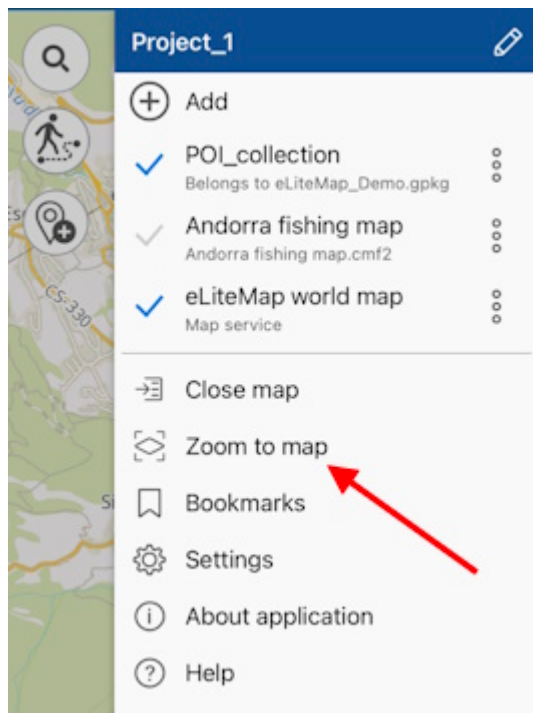 Project_1
Add
POI_collection
Belongs to eLiteMap_Demo.gpkg
Andorra fishing map
Andorra fishing map.cmf2
eLiteMap world map
Map service
CS-330
Close map
Zoom to map
Bookmarks
Settings
About application
Help